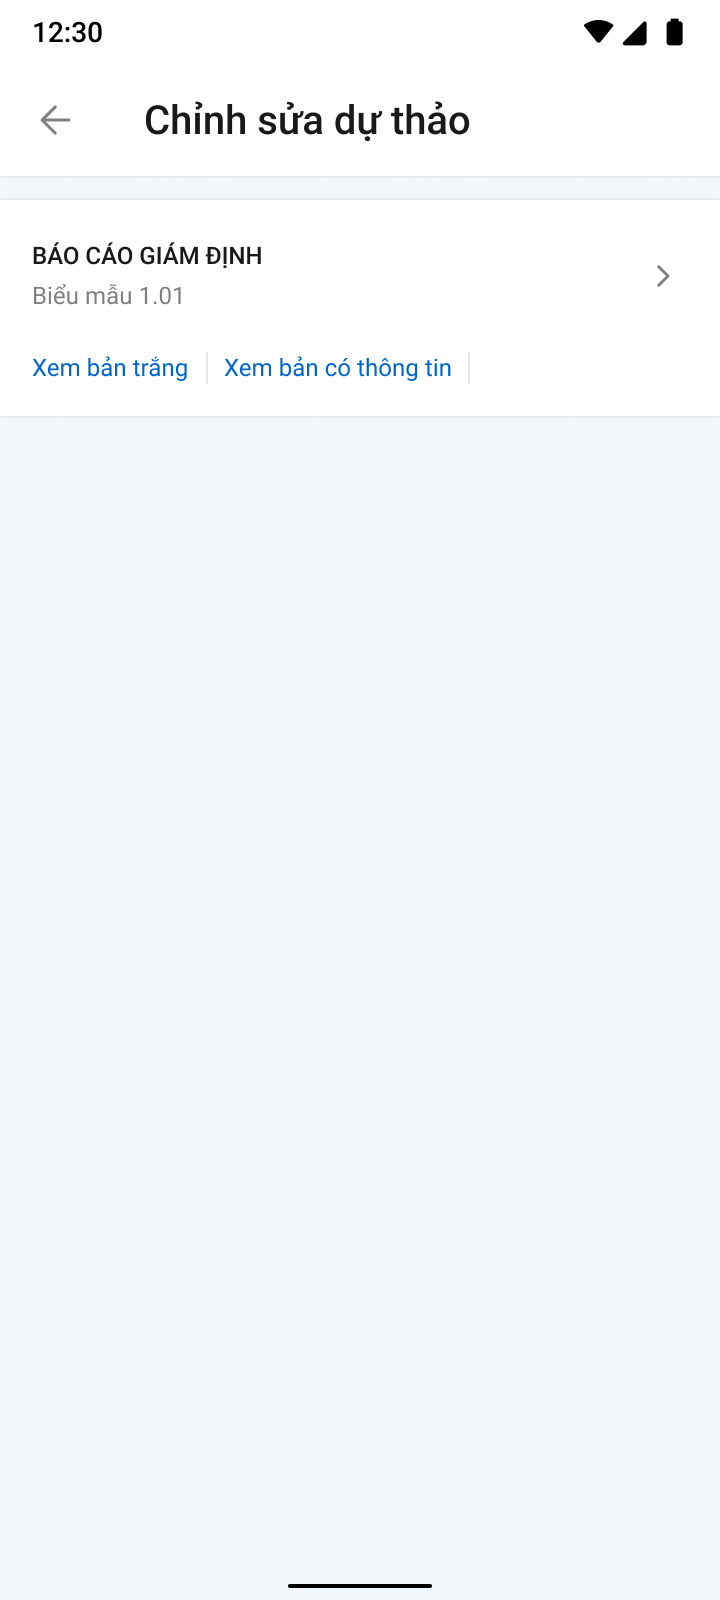 12:30
Chỉnh sửa dự thảo
BÁO CÁO GIÁM ĐỊNH
Biểu mẫu 1.01
Xem bản trắng Xem bản có thông tin